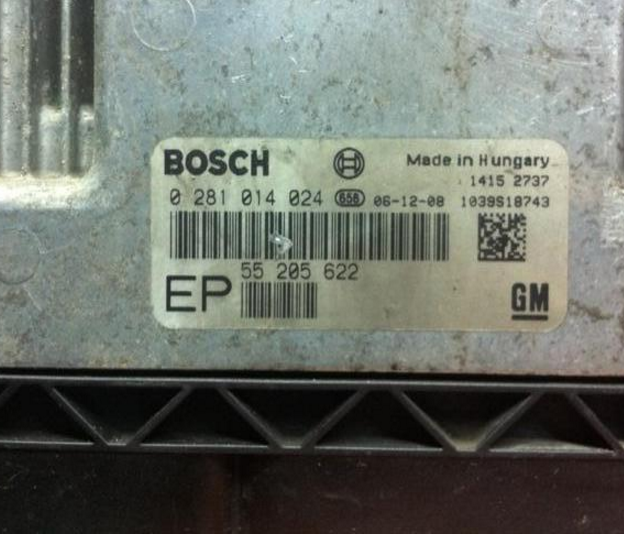 BOSCH Made in Hungary
1415 2737
0 281 014 024 656 06-12-08 1039S18743
55 205 622
EP GM